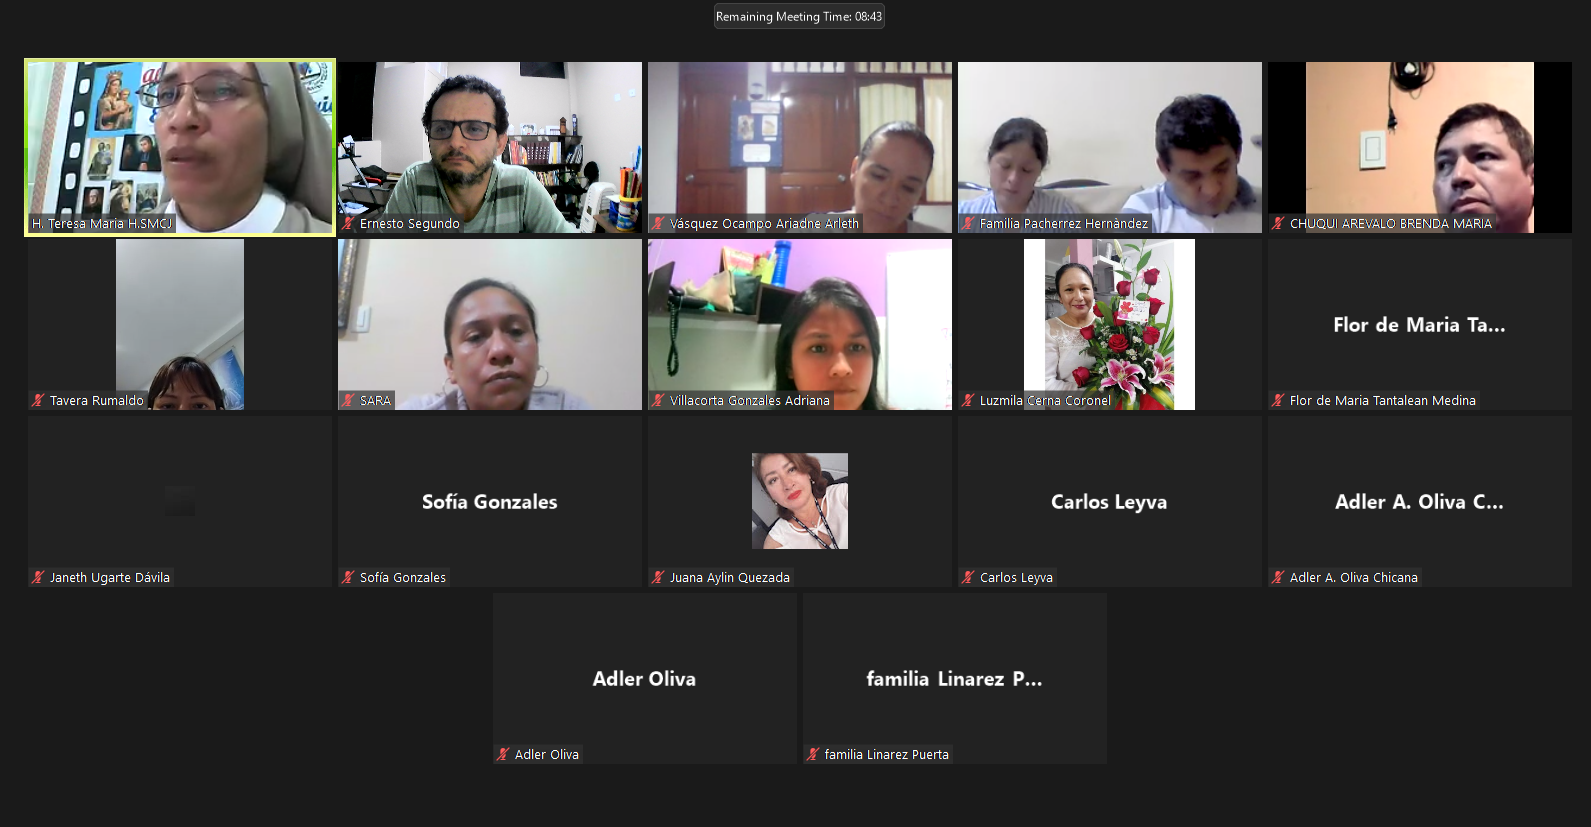 Remaining Meeting Time: 08:43
H. Teresa Maria H.SMCJ
Ernesto Segundo
Vásquez Ocampo Ariadne Arleth
Familia Pacherrez Hernàndez
CHUQUI AREVALO BRENDA MARIA
Tavera Rumaldo
SARA
Villacorta Gonzales Adriana
Luzmila Cerna Coronel
Flor de Maria Ta...
Flor de Maria Tantalean Medina
Janeth Ugarte Dávila
Sofía Gonzales
Sofía Gonzales
Juana Aylin Quezada
Carlos Leyva
Carlos Leyva
Adler A. Oliva C...
Adler A. Oliva Chicana
Adler Oliva
Adler Oliva
familia Linarez P...
familia Linarez Puerta